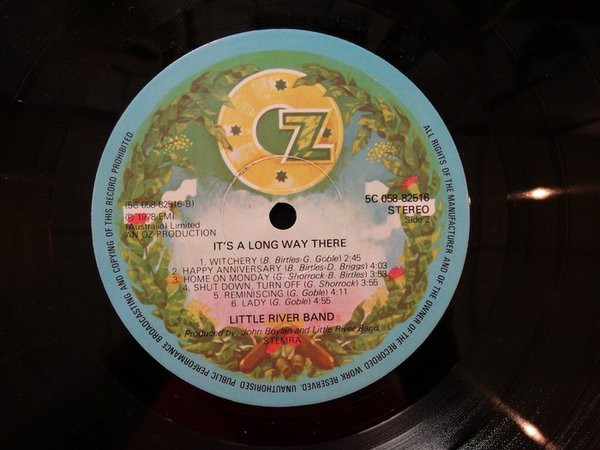 OZ
(5C 058-82516-B)
℗ 1978 EMI
(Australia) Limited
AN OZ PRODUCTION
5C 058-82516
STEREO
Side 2
IT'S A LONG WAY THERE
1. WITCHERY (B. Birtles-G. Goble) 2:45
2. HAPPY ANNIVERSARY (B. Birtles-D. Briggs) 4:03
3. HOME ON MONDAY (G. Shorrock-B. Birtles) 3:53
4. SHUT DOWN, TURN OFF (G. Shorrock) 3:55
5. REMINISCING (G. Goble) 4:11
6. LADY (G. Goble) 4:55
LITTLE RIVER BAND
Produced by: John Boylan and Little River Band
STEMRA
ALL RIGHTS OF THE MANUFACTURER AND OF THE OWNER OF THE RECORDED WORK RESERVED. UNAUTHORISED PUBLIC PERFORMANCE BROADCASTING AND COPYING OF THIS RECORD PROHIBITED.